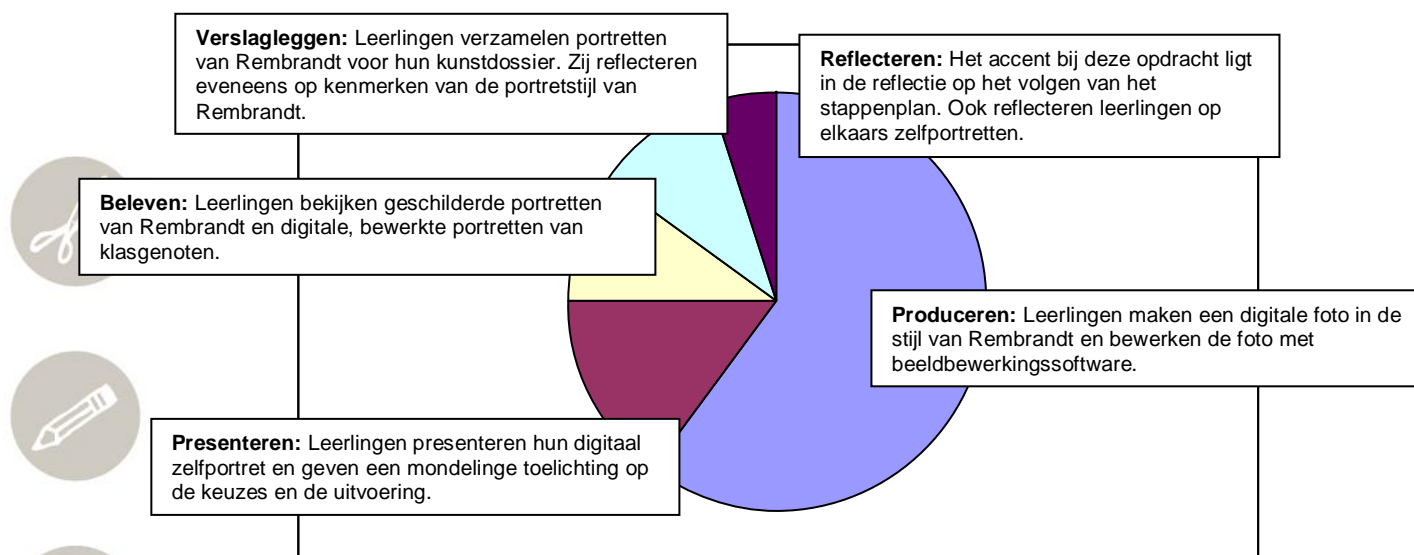 Verslagleggen: Leerlingen verzamelen portretten
van Rembrandt voor hun kunstdossier. Zij reflecteren
eveneens op kenmerken van de portretstijl van
Rembrandt.
Reflecteren: Het accent bij deze opdracht ligt
in de reflectie op het volgen van het
stappenplan. Ook reflecteren leerlingen op
elkaars zelfportretten.
Beleven: Leerlingen bekijken geschilderde portretten
van Rembrandt en digitale, bewerkte portretten van
klasgenoten.
Produceren: Leerlingen maken een digitale foto in de
stijl van Rembrandt en bewerken de foto met
beeldbewerkingssoftware.
Presenteren: Leerlingen presenteren hun digitaal
zelfportret en geven een mondelinge toelichting op
de keuzes en de uitvoering.